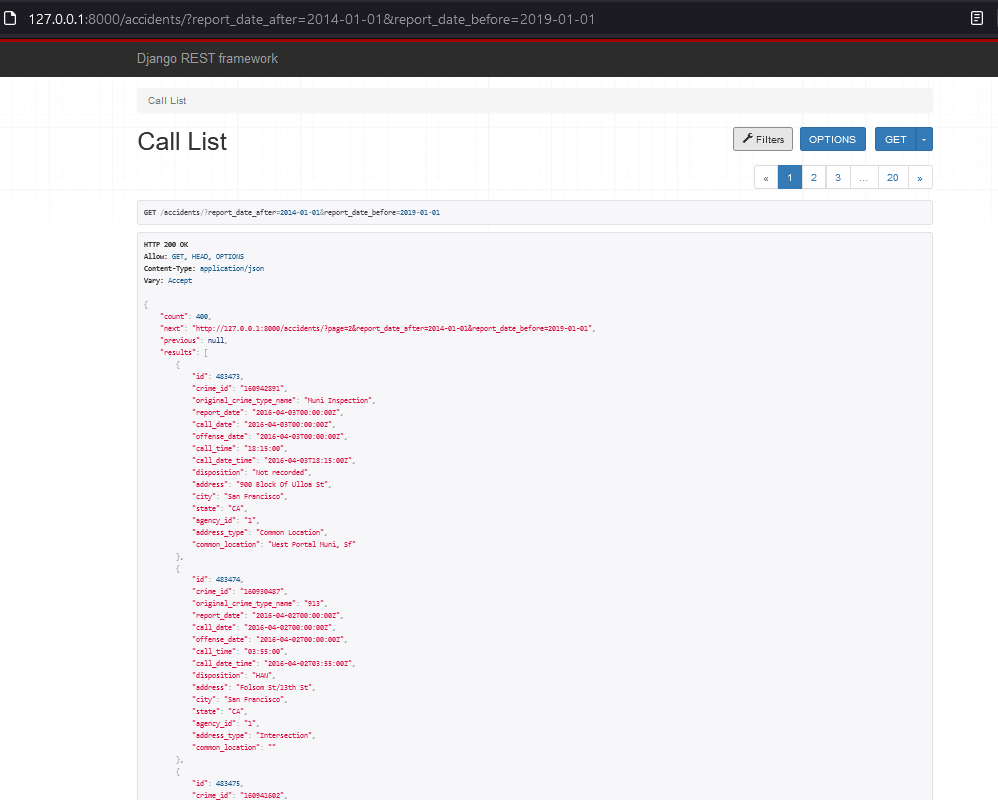 127.0.0.1:8000/accidents/?report_date_after=2014-01-01&report_date_before=2019-01-01
Django REST framework
Call List
Call List
Filters
OPTIONS
GET
« 1 2 3 … 20 »
GET /accidents/?report_date_after=2014-01-01&report_date_before=2019-01-01
HTTP 200 OK
Allow: GET, HEAD, OPTIONS
Content-Type: application/json
Vary: Accept
{
"count": 400,
"next": "http://127.0.0.1:8000/accidents/?page=2&report_date_after=2014-01-01&report_date_before=2019-01-01",
"previous": null,
"results": [
{
"id": 483473,
"crime_id": "160942891",
"original_crime_type_name": "Muni Inspection",
"report_date": "2016-04-03T00:00:00Z",
"call_date": "2016-04-03T00:00:00Z",
"offense_date": "2016-04-03T00:00:00Z",
"call_time": "18:15:00",
"call_date_time": "2016-04-03T18:15:00Z",
"disposition": "Not recorded",
"address": "900 Block Of Ulloa St",
"city": "San Francisco",
"state": "CA",
"agency_id": "1",
"address_type": "Common Location",
"common_location": "West Portal Muni, Sf"
},
{
"id": 483474,
"crime_id": "160930487",
"original_crime_type_name": "913",
"report_date": "2016-04-02T00:00:00Z",
"call_date": "2016-04-02T00:00:00Z",
"offense_date": "2016-04-02T00:00:00Z",
"call_time": "03:55:00",
"call_date_time": "2016-04-02T03:55:00Z",
"disposition": "HAN",
"address": "Folsom St/13th St",
"city": "San Francisco",
"state": "CA",
"agency_id": "1",
"address_type": "Intersection",
"common_location": ""
},
{
"id": 483475,
"crime_id": "160941602",